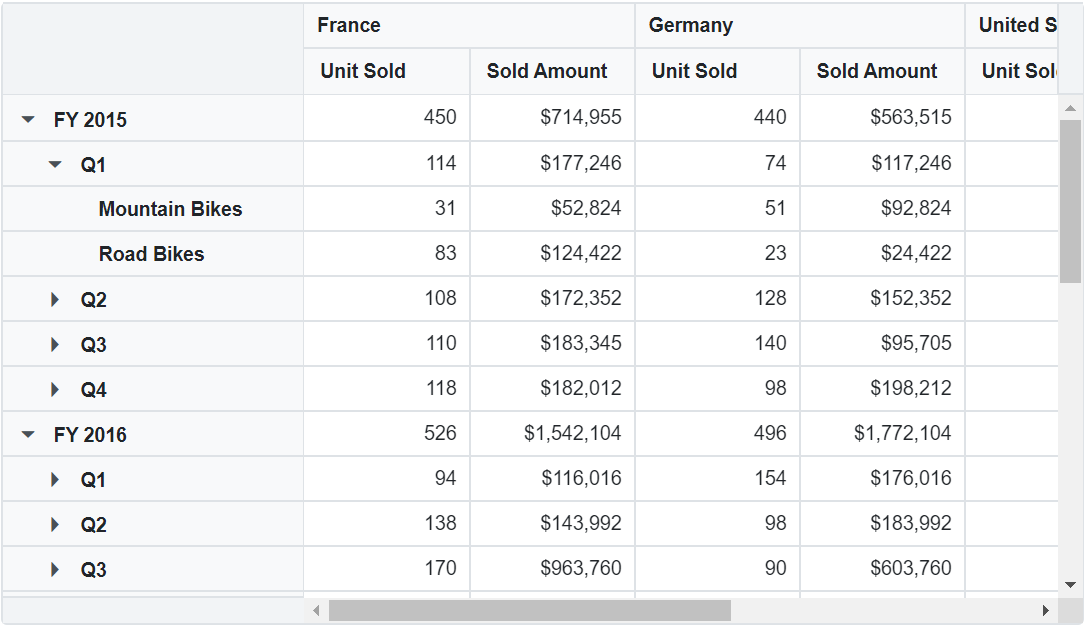 France Germany United S
Unit Sold Sold Amount Unit Sold Sold Amount Unit Sol
FY 2015 450 $714,955 440 $563,515
Q1 114 $177,246 74 $117,246
Mountain Bikes 31 $52,824 51 $92,824
Road Bikes 83 $124,422 23 $24,422
Q2 108 $172,352 128 $152,352
Q3 110 $183,345 140 $95,705
Q4 118 $182,012 98 $198,212
FY 2016 526 $1,542,104 496 $1,772,104
Q1 94 $116,016 154 $176,016
Q2 138 $143,992 98 $183,992
Q3 170 $963,760 90 $603,760